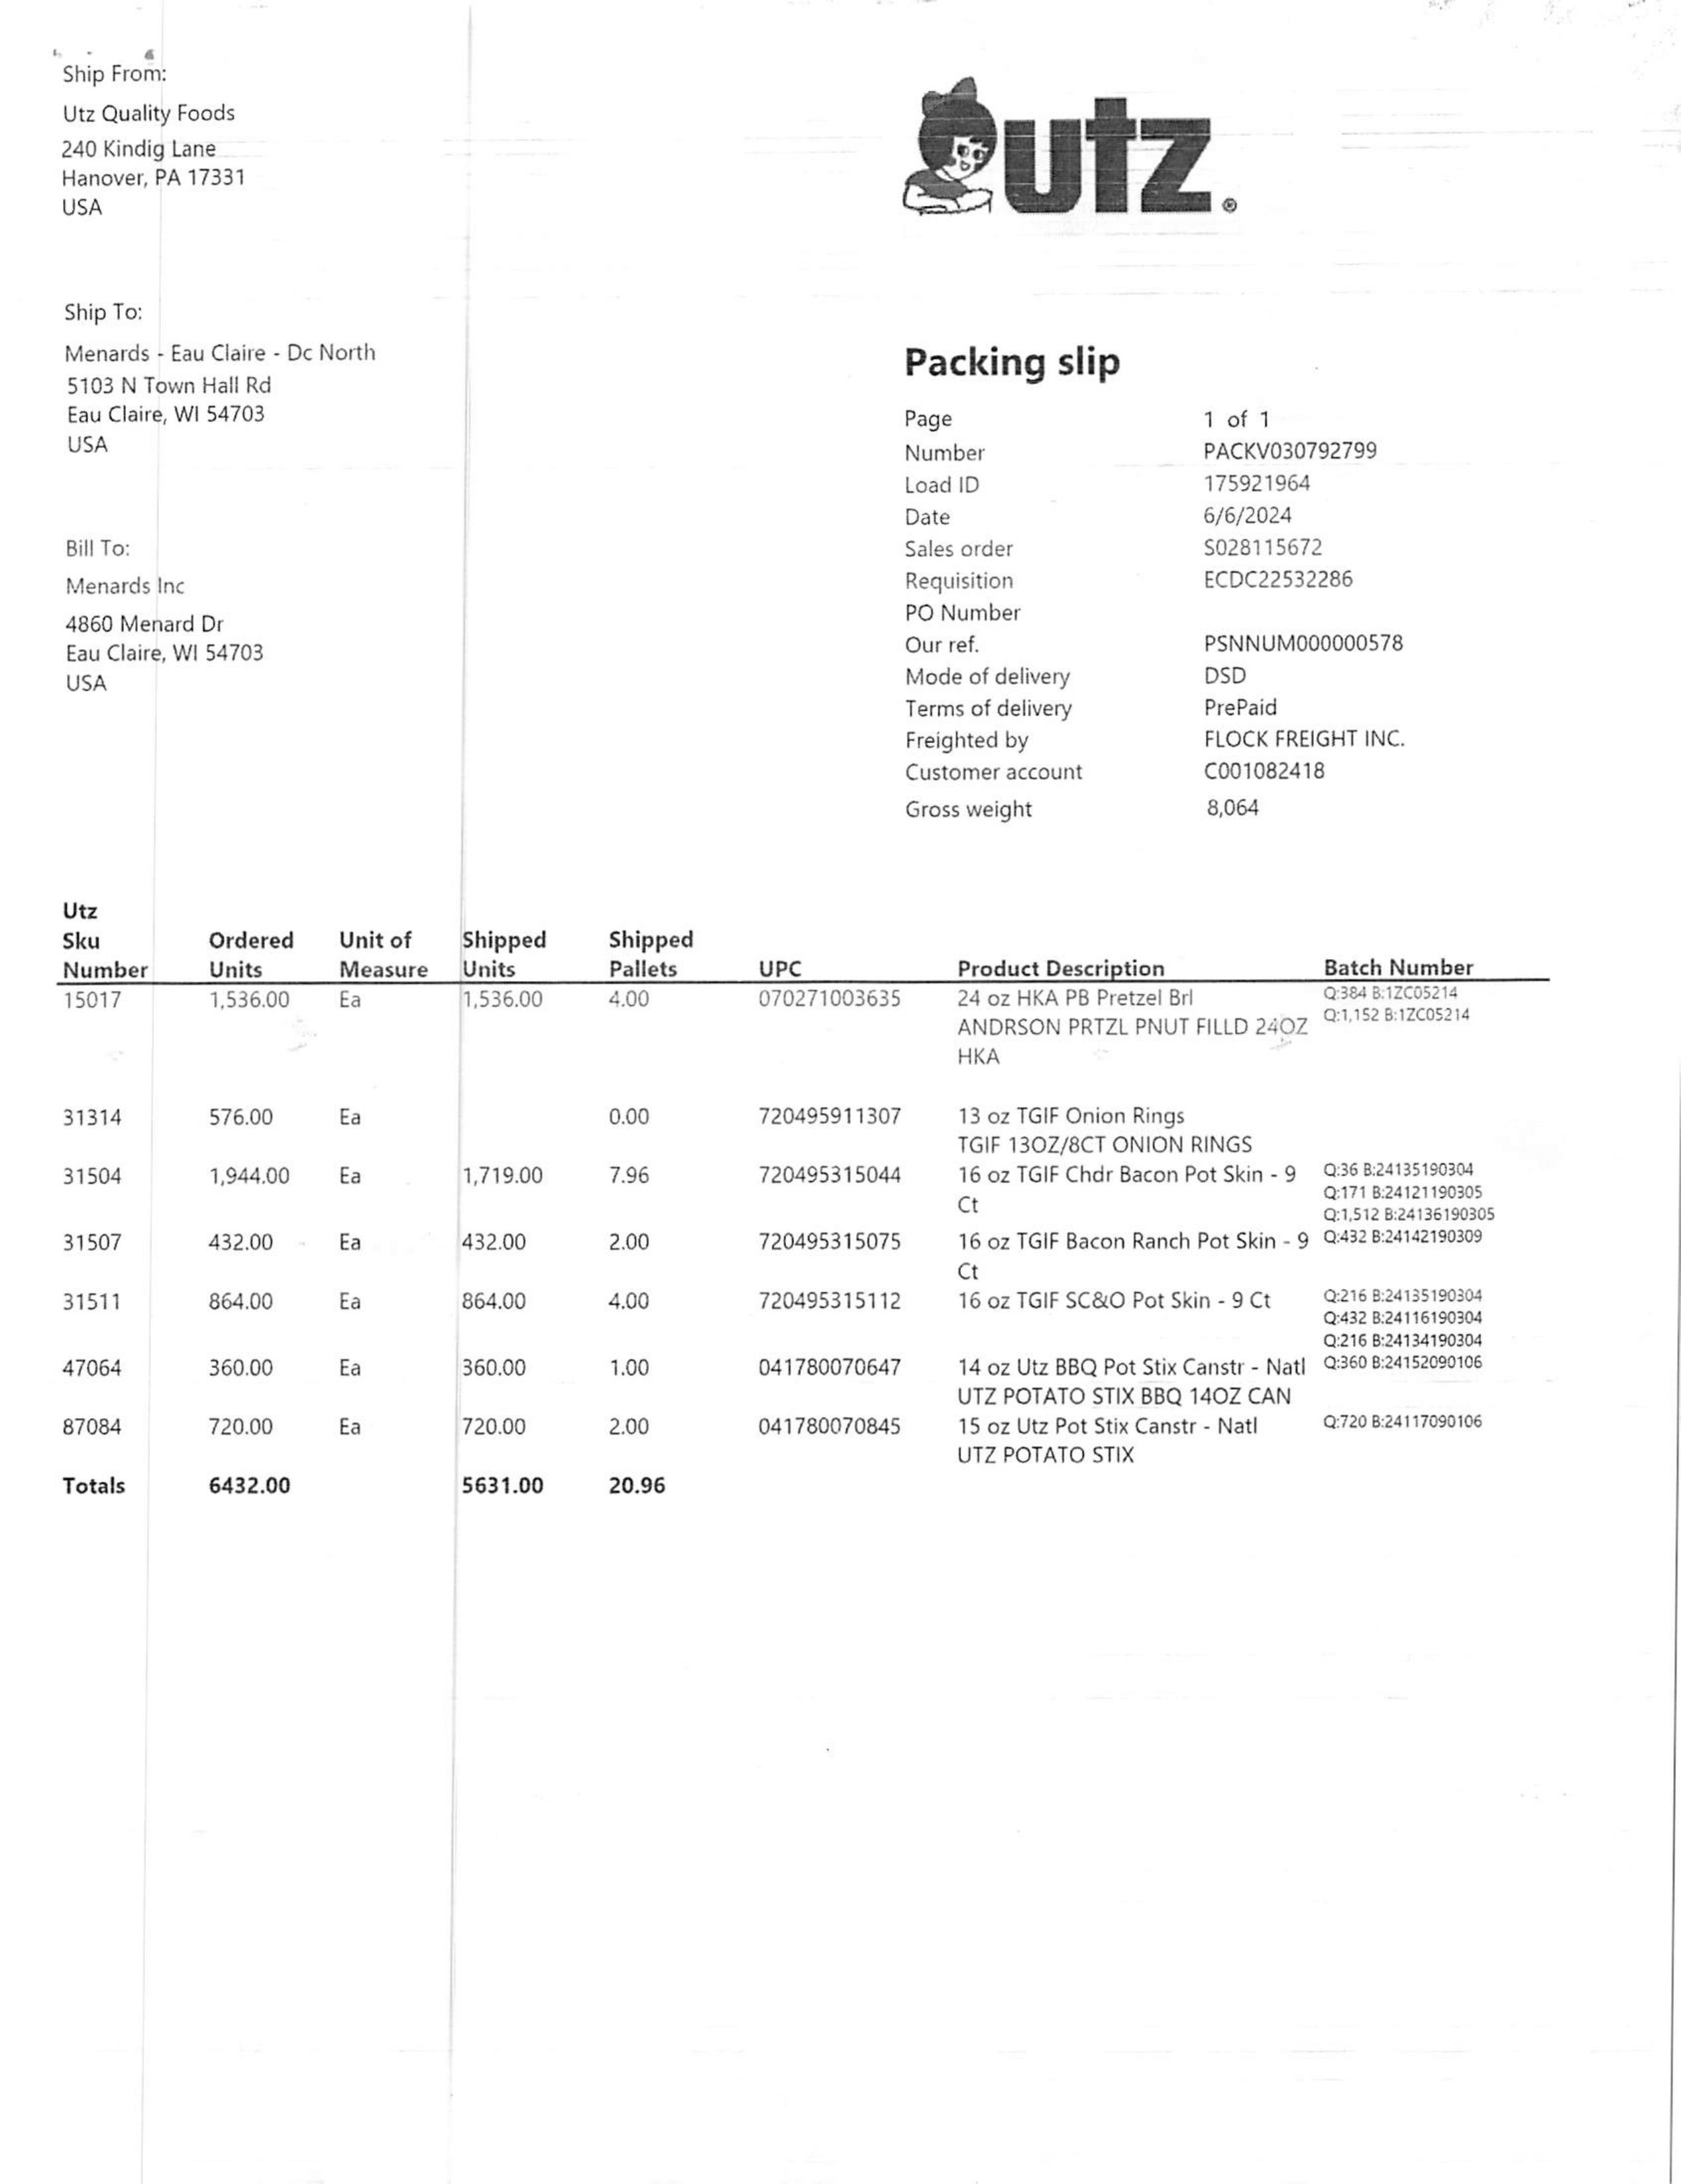 Ship From:
Utz Quality Foods
240 Kindig Lane
Hanover, PA 17331
USA
utz.®
Ship To:
Menards - Eau Claire - Dc North
5103 N Town Hall Rd
Eau Claire, WI 54703
USA
Bill To:
Menards Inc
4860 Menard Dr
Eau Claire, WI 54703
USA
Packing slip
Page 1 of 1
Number PACKV030792799
Load ID 175921964
Date 6/6/2024
Sales order S028115672
Requisition ECDC22532286
PO Number
Our ref. PSNNUM000000578
Mode of delivery DSD
Terms of delivery PrePaid
Freighted by FLOCK FREIGHT INC.
Customer account C001082418
Gross weight 8,064
Utz
Sku Ordered Unit of Shipped Shipped
Number Units Measure Units Pallets UPC Product Description Batch Number
15017 1,536.00 Ea 1,536.00 4.00 070271003635 24 oz HKA PB Pretzel Brl Q:384 B:1ZC05214
ANDRSON PRTZL PNUT FILLD 24OZ Q:1,152 B:1ZC05214
HKA
31314 576.00 Ea 0.00 720495911307 13 oz TGIF Onion Rings
TGIF 13OZ/8CT ONION RINGS
31504 1,944.00 Ea 1,719.00 7.96 720495315044 16 oz TGIF Chdr Bacon Pot Skin - 9 Q:36 B:24135190304
Ct Q:171 B:24121190305
Q:1,512 B:24136190305
31507 432.00 Ea 432.00 2.00 720495315075 16 oz TGIF Bacon Ranch Pot Skin - 9 Q:432 B:24142190309
Ct
31511 864.00 Ea 864.00 4.00 720495315112 16 oz TGIF SC&O Pot Skin - 9 Ct Q:216 B:24135190304
Q:432 B:24116190304
Q:216 B:24134190304
47064 360.00 Ea 360.00 1.00 041780070647 14 oz Utz BBQ Pot Stix Canstr - Natl Q:360 B:24152090106
UTZ POTATO STIX BBQ 14OZ CAN
87084 720.00 Ea 720.00 2.00 041780070845 15 oz Utz Pot Stix Canstr - Natl Q:720 B:24117090106
UTZ POTATO STIX
Totals 6432.00 5631.00 20.96